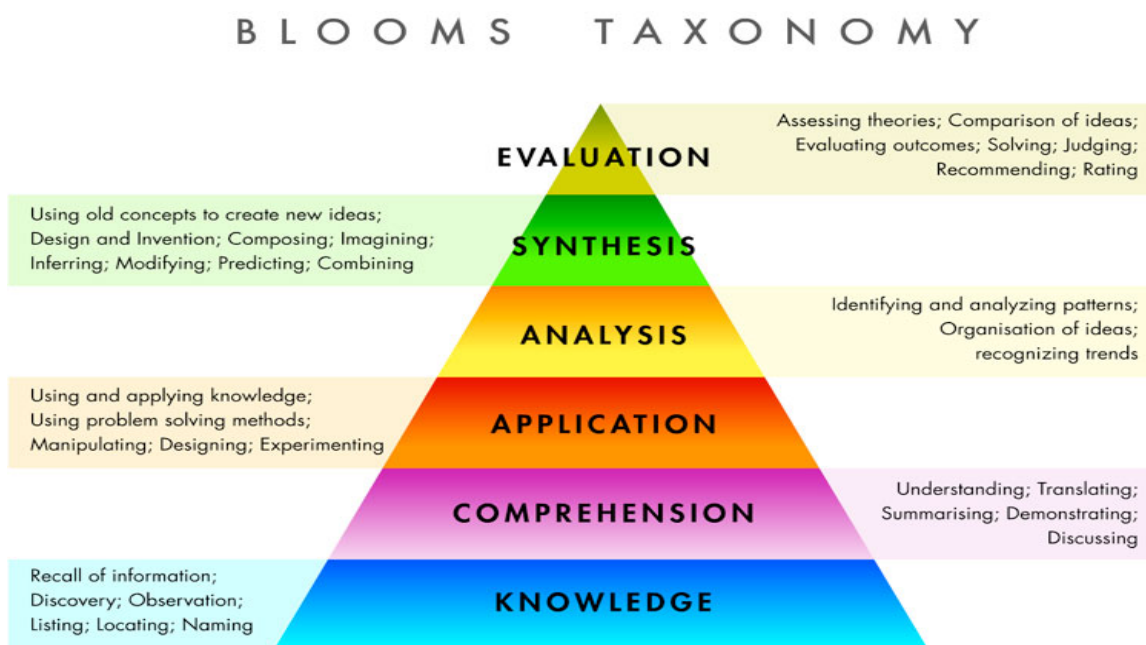 BLOOMS TAXONOMY
EVALUATION
Assessing theories; Comparison of ideas;
Evaluating outcomes; Solving; Judging;
Recommending; Rating
Using old concepts to create new ideas;
Design and Invention; Composing; Imagining;
Inferring; Modifying; Predicting; Combining
SYNTHESIS
ANALYSIS
Identifying and analyzing patterns;
Organisation of ideas;
recognizing trends
Using and applying knowledge;
Using problem solving methods;
Manipulating; Designing; Experimenting
APPLICATION
COMPREHENSION
Understanding; Translating;
Summarising; Demonstrating;
Discussing
Recall of information;
Discovery; Observation;
Listing; Locating; Naming
KNOWLEDGE